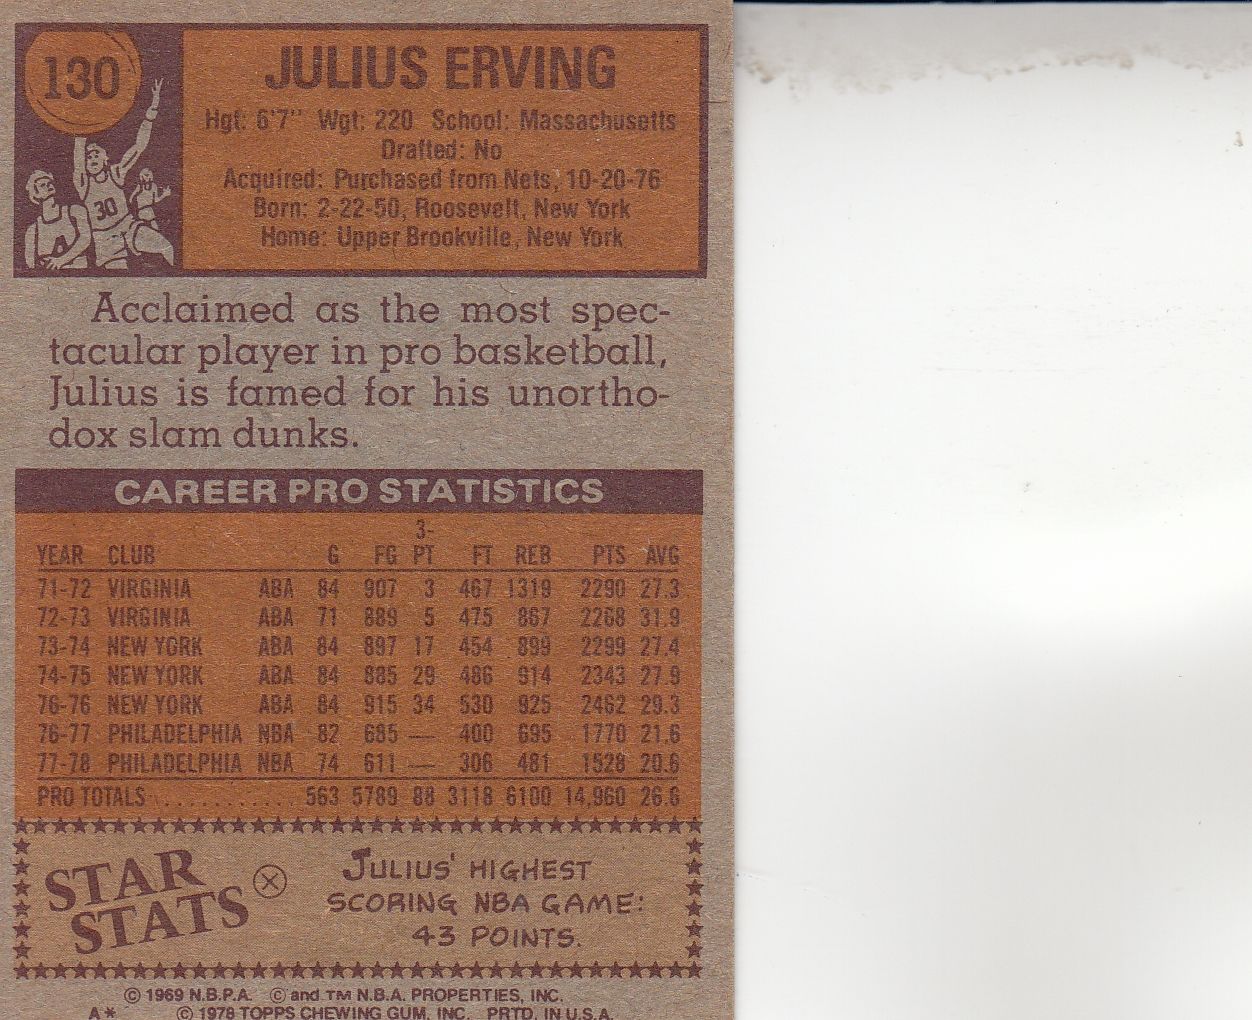 130
JULIUS ERVING
Hgt: 6'7" Wgt: 220 School: Massachusetts
Drafted: No
Acquired: Purchased from Nets, 10-20-76
Born: 2-22-50, Roosevelt, New York
Home: Upper Brookville, New York
30
Acclaimed as the most spec-
tacular player in pro basketball,
Julius is famed for his unortho-
dox slam dunks.
CAREER PRO STATISTICS
YEAR CLUB G FG 3-PT FT REB PTS AVG
71-72 VIRGINIA ABA 84 907 3 467 1319 2290 27.3
72-73 VIRGINIA ABA 71 889 5 475 867 2268 31.9
73-74 NEW YORK ABA 84 897 17 454 899 2299 27.4
74-75 NEW YORK ABA 84 885 29 486 914 2343 27.9
76-76 NEW YORK ABA 84 915 34 530 925 2462 29.3
76-77 PHILADELPHIA NBA 82 685 — 400 695 1770 21.6
77-78 PHILADELPHIA NBA 74 611 — 306 481 1528 20.6
PRO TOTALS . . . . . . . . . . . . 563 5789 88 3118 6100 14,960 26.6
STAR
STATS
JULIUS' HIGHEST
SCORING NBA GAME:
43 POINTS.
© 1969 N.B.P.A. © and TM N.B.A. PROPERTIES, INC.
A* © 1978 TOPPS CHEWING GUM, INC. PRTD. IN U.S.A.